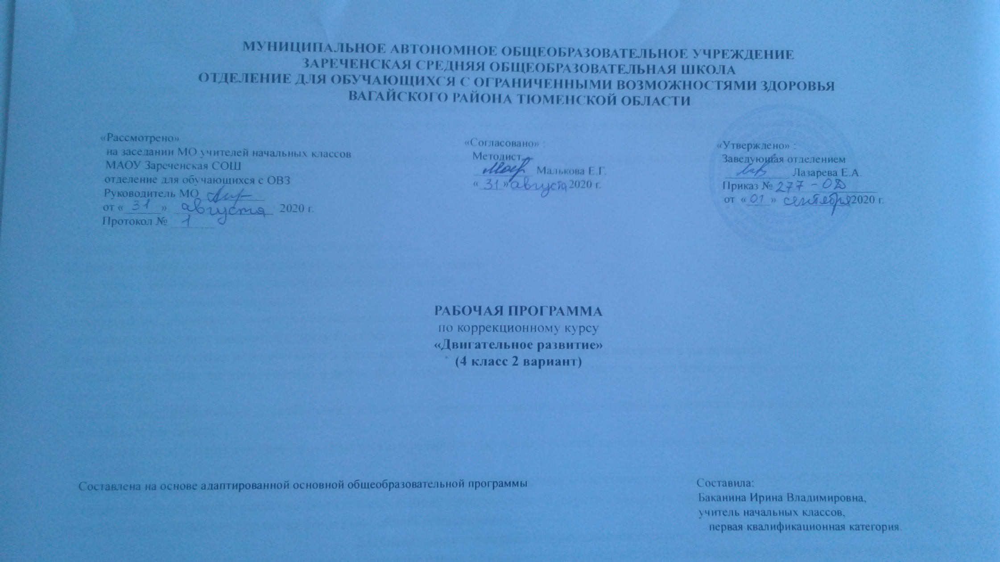 МУНИЦИПАЛЬНОЕ АВТОНОМНОЕ ОБЩЕОБРАЗОВАТЕЛЬНОЕ УЧРЕЖДЕНИЕ
ЗАРЕЧЕНСКАЯ СРЕДНЯЯ ОБЩЕОБРАЗОВАТЕЛЬНАЯ ШКОЛА
ОТДЕЛЕНИЕ ДЛЯ ОБУЧАЮЩИХСЯ С ОГРАНИЧЕННЫМИ ВОЗМОЖНОСТЯМИ ЗДОРОВЬЯ
ВАГАЙСКОГО РАЙОНА ТЮМЕНСКОЙ ОБЛАСТИ
«Рассмотрено»
на заседании МО учителей начальных классов
МАОУ Зареченская СОШ
отделение для обучающихся с ОВЗ
Руководитель МО
от « 31 » августа 2020 г.
Протокол № 1
«Согласовано» :
Методист
Малькова Е.Г.
« 31 » августа 2020 г.
«Утверждено» :
Заведующая отделением
Лазарева Е.А.
Приказ № 277 - ОД
от « 01 » сентября 2020 г.
РАБОЧАЯ ПРОГРАММА
по коррекционному курсу
«Двигательное развитие»
(4 класс 2 вариант)
Составлена на основе адаптированной основной общеобразовательной программы
Составила:
Баканина Ирина Владимировна,
учитель начальных классов,
первая квалификационная категория.